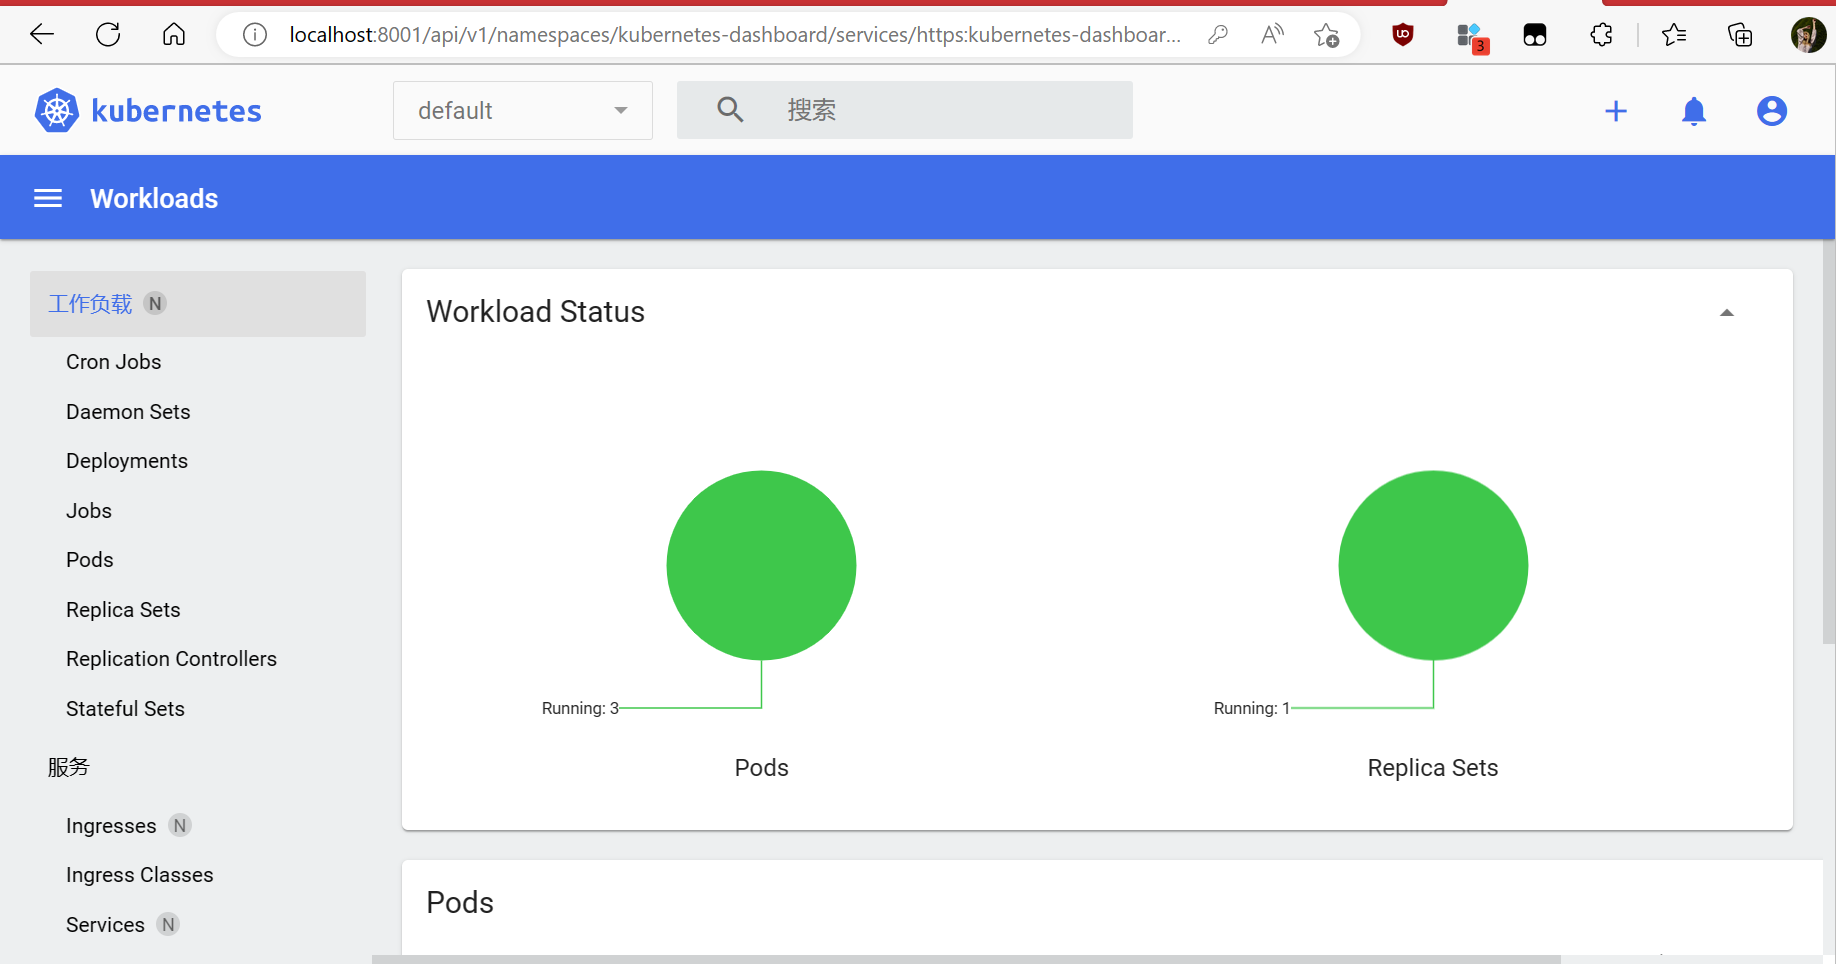 localhost:8001/api/v1/namespaces/kubernetes-dashboard/services/https:kubernetes-dashboar...
3
kubernetes
default
搜索
Workloads
工作负载 N
Cron Jobs
Daemon Sets
Deployments
Jobs
Pods
Replica Sets
Replication Controllers
Stateful Sets
服务
Ingresses N
Ingress Classes
Services N
Workload Status
Running: 3
Pods
Running: 1
Replica Sets
Pods